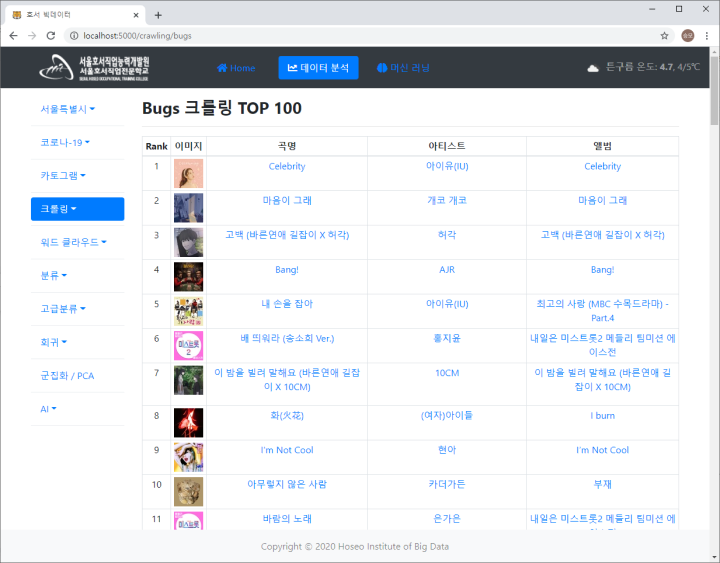 호서 빅데이터
localhost:5000/crawling/bugs
서울호서직업능력개발원
서울호서직업전문학교
SEOUL HOSEO OCCUPATIONAL TRAINING COLLEGE
Home
데이터 분석
머신 러닝
튼구름 온도: 4.7, 4/5℃
서울특별시
코로나-19
카토그램
크롤링
워드 클라우드
분류
고급분류
회귀
군집화 / PCA
AI
Bugs 크롤링 TOP 100
Rank 이미지 곡명 아티스트 앨범
1 Celebrity 아이유(IU) Celebrity
2 마음이 그래 개코 개코 마음이 그래
3 고백 (바른연애 길잡이 X 허각) 허각 고백 (바른연애 길잡이 X 허각)
4 Bang! AJR Bang!
5 내 손을 잡아 아이유(IU) 최고의 사랑 (MBC 수목드라마) -
Part.4
6 미스트롯 2 배 띄워라 (송소희 Ver.) 홍지윤 내일은 미스트롯2 메들리 팀미션 에
이스전
7 이 밤을 빌려 말해요 (바른연애 길잡 10CM 이 밤을 빌려 말해요 (바른연애 길
이 X 10CM) 잡이 X 10CM)
8 화(火花) (여자)아이들 I burn
9 I'm Not Cool 현아 I'm Not Cool
10 아무렇지 않은 사람 카더가든 부재
11 미스트롯 바람의 노래 은가은 내일은 미스트롯2 메들리 팀미션 에
Copyright © 2020 Hoseo Institute of Big Data